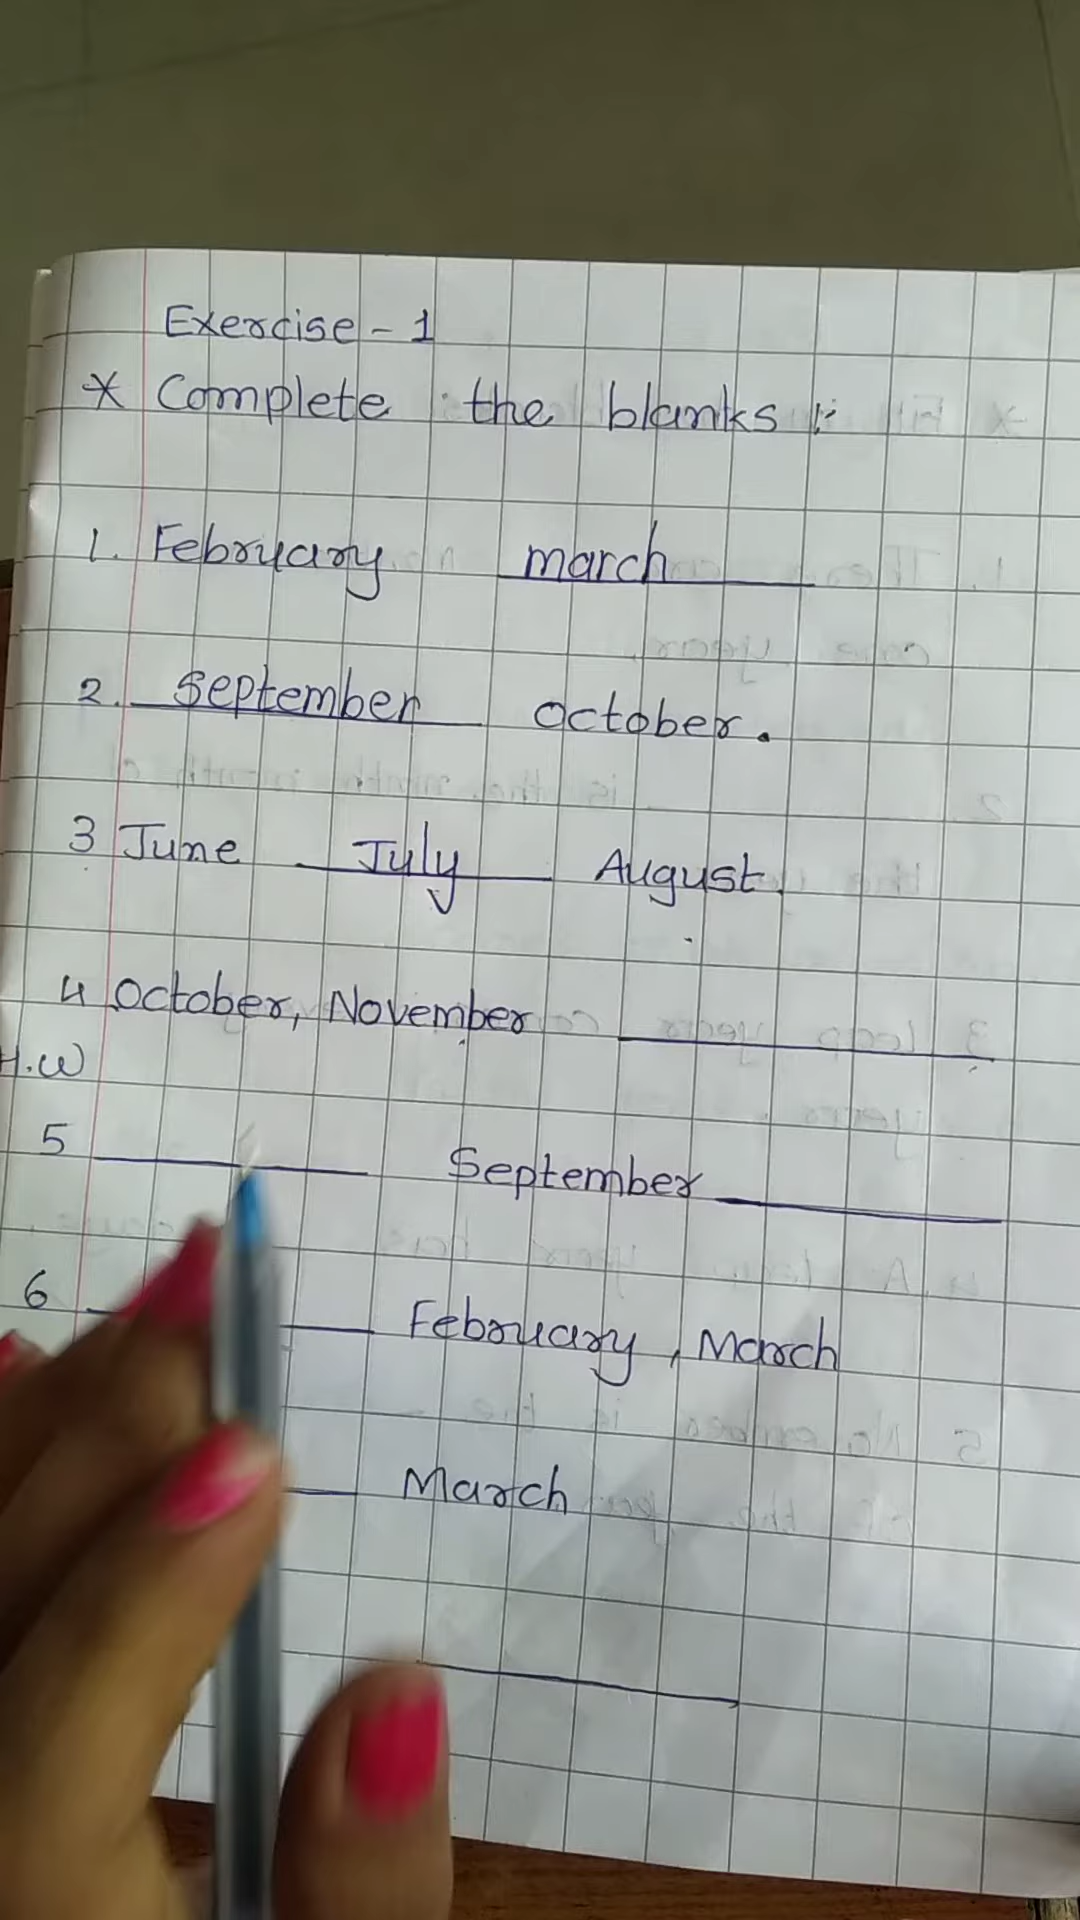 Exercise - 1
* Complete the blanks :-
1. February march
2. September october.
3 June July August
4 October, November
H.W
5 September
6 February, March
March